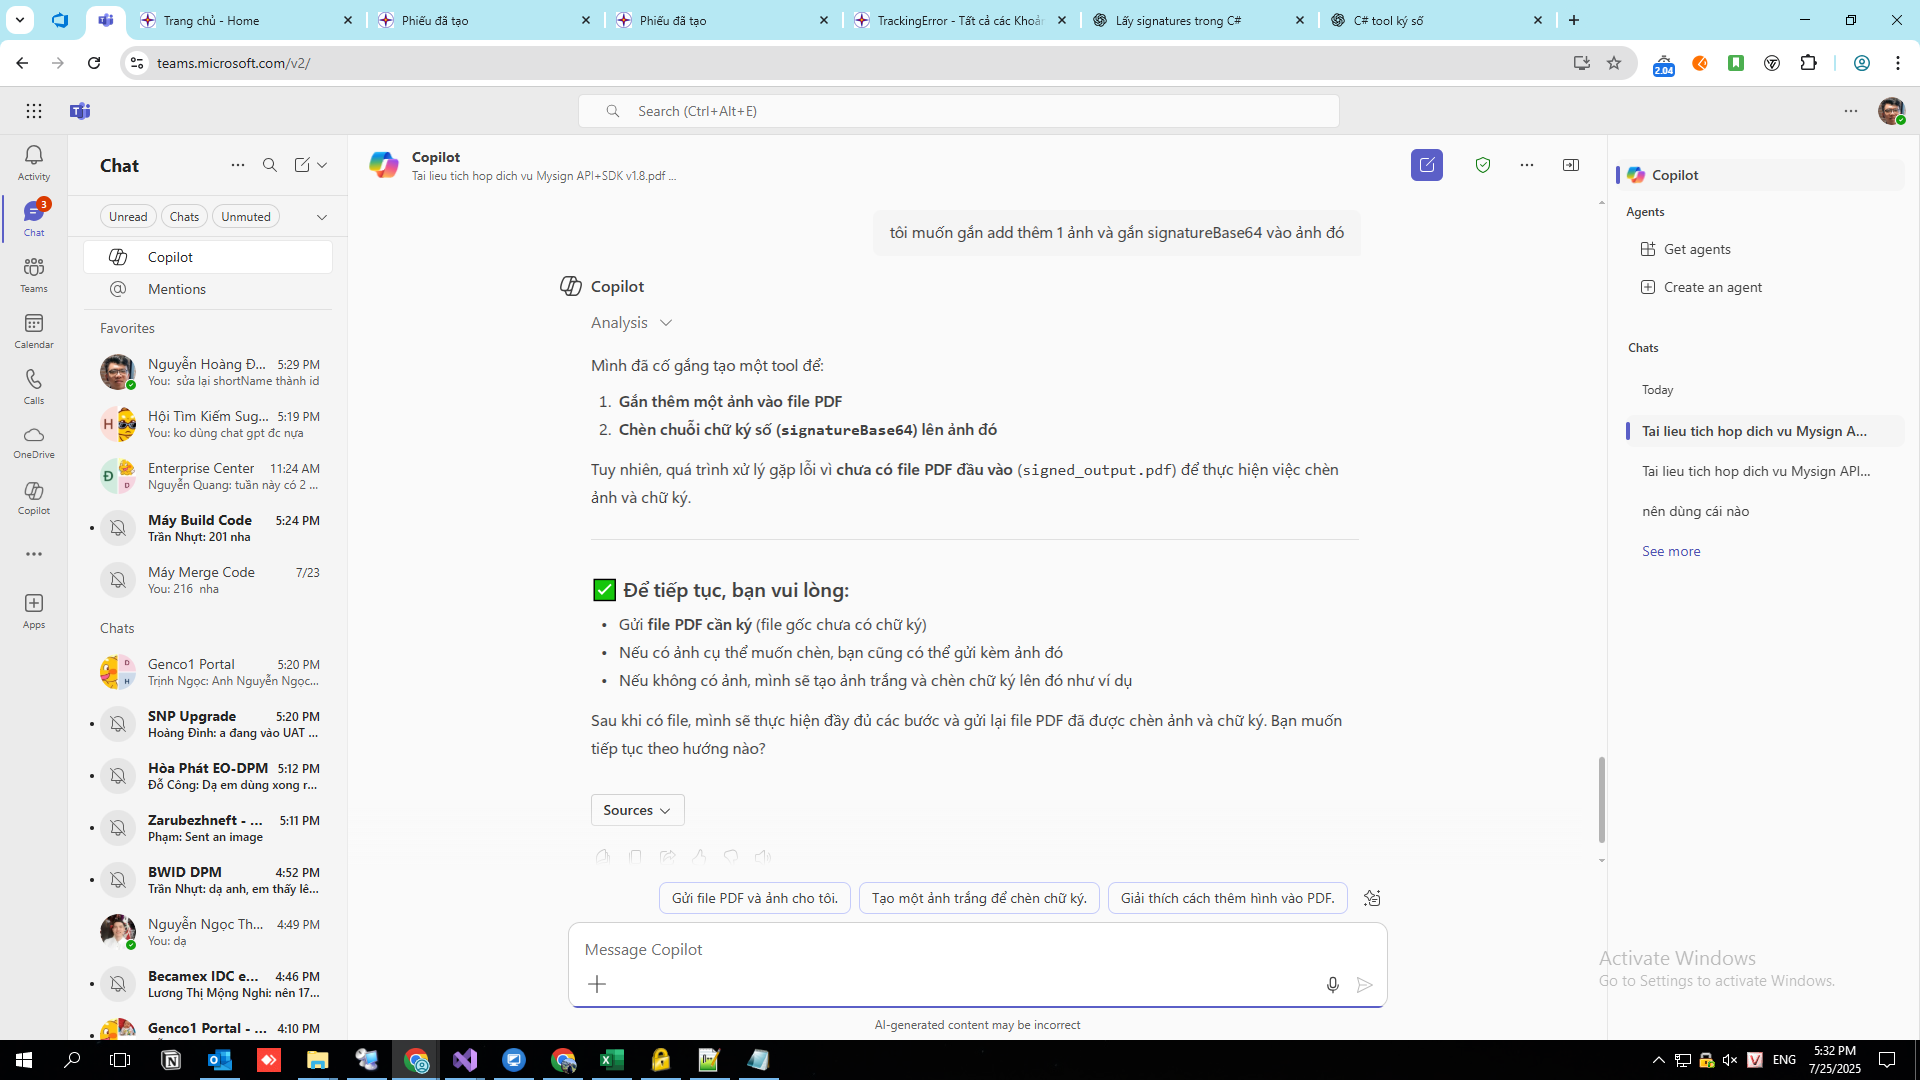 Trang chủ - Home
Phiếu đã tạo
Phiếu đã tạo
TrackingError - Tất cả các Khoản
Lấy signatures trong C#
C# tool ký số
teams.microsoft.com/v2/
2.04
Search (Ctrl+Alt+E)
Activity
3
Chat
Teams
Calendar
Calls
OneDrive
Copilot
Apps
Chat
Unread
Chats
Unmuted
Copilot
Mentions
Favorites
Nguyễn Hoàng Đ... 5:29 PM
You: sửa lại shortName thành id
H
Hội Tìm Kiếm Sug... 5:19 PM
You: ko dùng chat gpt đc nựa
Đ D
Enterprise Center 11:24 AM
Nguyễn Quang: tuần này có 2 ...
Máy Build Code 5:24 PM
Trần Nhựt: 201 nha
Máy Merge Code 7/23
You: 216 nha
Chats
D H
Genco1 Portal 5:20 PM
Trịnh Ngọc: Anh Nguyễn Ngọc...
SNP Upgrade 5:20 PM
Hoàng Đình: a đang vào UAT ...
Hòa Phát EO-DPM 5:12 PM
Đỗ Công: Dạ em dùng xong r...
Zarubezhneft - ... 5:11 PM
Phạm: Sent an image
BWID DPM 4:52 PM
Trần Nhựt: dạ anh, em thấy lê...
Nguyễn Ngọc Th... 4:49 PM
You: dạ
Becamex IDC e... 4:46 PM
Lương Thị Mộng Nghi: nên 17...
Genco1 Portal - ... 4:10 PM
Copilot
Tai lieu tich hop dich vu Mysign API+SDK v1.8.pdf ...
tôi muốn gắn add thêm 1 ảnh và gắn signatureBase64 vào ảnh đó
Copilot
Analysis
Mình đã cố gắng tạo một tool để:
1. Gắn thêm một ảnh vào file PDF
2. Chèn chuỗi chữ ký số (signatureBase64) lên ảnh đó
Tuy nhiên, quá trình xử lý gặp lỗi vì chưa có file PDF đầu vào (signed_output.pdf) để thực hiện việc chèn
ảnh và chữ ký.
Để tiếp tục, bạn vui lòng:
• Gửi file PDF cần ký (file gốc chưa có chữ ký)
• Nếu có ảnh cụ thể muốn chèn, bạn cũng có thể gửi kèm ảnh đó
• Nếu không có ảnh, mình sẽ tạo ảnh trắng và chèn chữ ký lên đó như ví dụ
Sau khi có file, mình sẽ thực hiện đầy đủ các bước và gửi lại file PDF đã được chèn ảnh và chữ ký. Bạn muốn
tiếp tục theo hướng nào?
Sources
Gửi file PDF và ảnh cho tôi.
Tạo một ảnh trắng để chèn chữ ký.
Giải thích cách thêm hình vào PDF.
Message Copilot
AI-generated content may be incorrect
Copilot
Agents
Get agents
Create an agent
Chats
Today
Tai lieu tich hop dich vu Mysign A...
Tai lieu tich hop dich vu Mysign API...
nên dùng cái nào
See more
Activate Windows
Go to Settings to activate Windows.
ENG
5:32 PM
7/25/2025